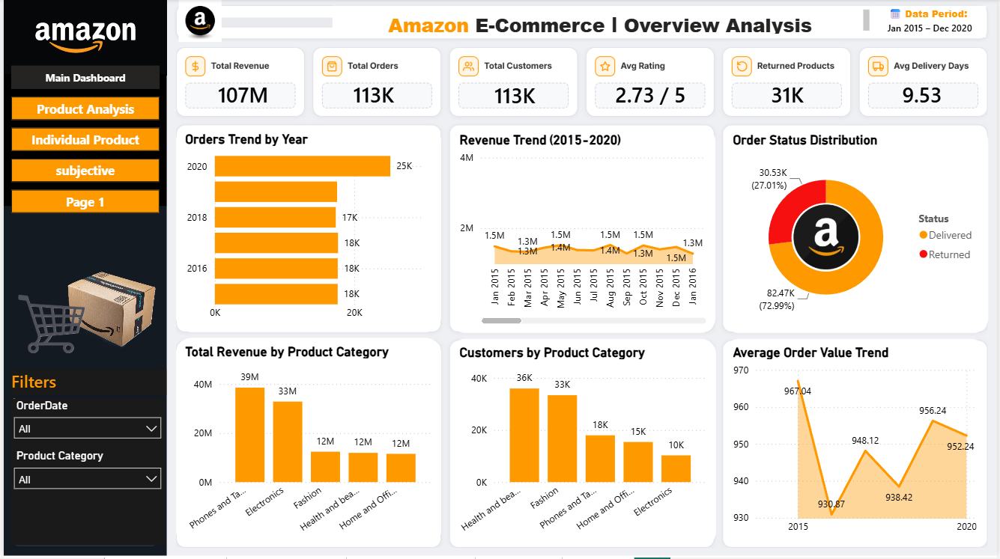 amazon
Main Dashboard
Product Analysis
Individual Product
subjective
Page 1
amazon
Filters
OrderDate
All
Product Category
All
a
Amazon E-Commerce | Overview Analysis
Data Period:
Jan 2015 – Dec 2020
Total Revenue
107M
Total Orders
113K
Total Customers
113K
Avg Rating
2.73 / 5
Returned Products
31K
Avg Delivery Days
9.53
Orders Trend by Year
2020
25K
2018
17K
18K
2016
18K
18K
0K
20K
Revenue Trend (2015-2020)
4M
2M
1.5M
1.3M
1.3M
1.5M
1.4M
1.5M
1.4M
1.5M
1.3M
1.5M
1.3M
Jan 2015
Feb 2015
Mar 2015
Apr 2015
May 2015
Jun 2015
Jul 2015
Aug 2015
Sep 2015
Oct 2015
Nov 2015
Dec 2015
Jan 2016
Order Status Distribution
30.53K
(27.01%)
a
82.47K
(72.99%)
Status
Delivered
Returned
Total Revenue by Product Category
40M
20M
0M
39M
33M
12M
12M
12M
Phones and Ta...
Electronics
Fashion
Health and bea...
Home and Offi...
Customers by Product Category
40K
20K
0K
36K
33K
18K
15K
10K
Health and bea...
Fashion
Phones and Ta...
Home and Offi...
Electronics
Average Order Value Trend
970
960
950
940
930
967.04
930.87
948.12
938.42
956.24
952.24
2015
2020